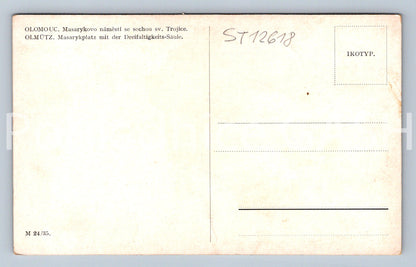 OLOMOUC. Masarykovo náměstí se sochou sv. Trojice.
OLMÜTZ. Masarykplatz mit der Dreifaltigkeits-Säule.
ST12618
IKOTYP.
M 24/35.